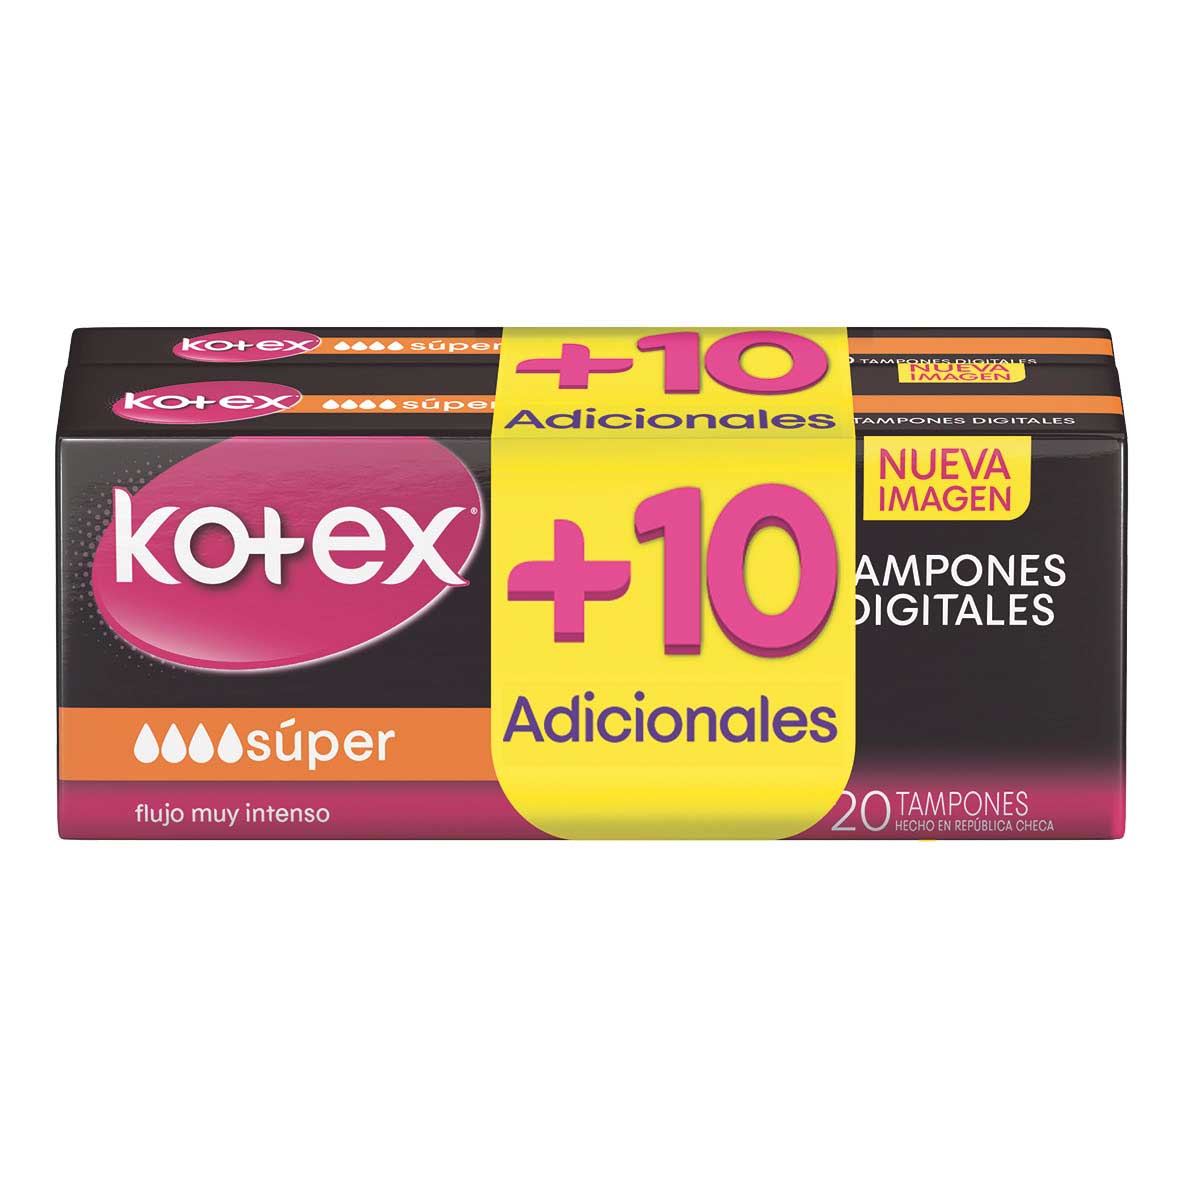 kotex súper
+10
Adicionales
TAMPONES DIGITALES
NUEVA
IMAGEN
kotex súper
TAMPONES DIGITALES
kotex®
+10
Adicionales
NUEVA
IMAGEN
AMPONES
DIGITALES
súper
flujo muy intenso
20 TAMPONES
HECHO EN REPÚBLICA CHECA